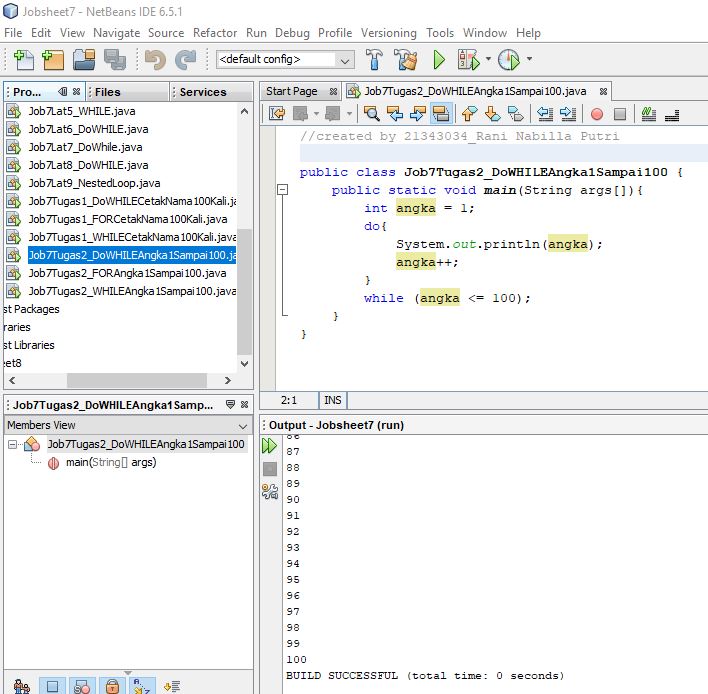 Jobsheet7 - NetBeans IDE 6.5.1
File Edit View Navigate Source Refactor Run Debug Profile Versioning Tools Window Help
<default config>
Pro... Files Services
Job7Lat5_WHILE.java
Job7Lat6_DoWHILE.java
Job7Lat7_DoWhile.java
Job7Lat8_DoWHILE.java
Job7Lat9_NestedLoop.java
Job7Tugas1_DoWHILECetakNama100Kali.ja
Job7Tugas1_FORCetakNama100Kali.java
Job7Tugas1_WHILECetakNama100Kali.java
Job7Tugas2_DoWHILEAngka1Sampai100.ja
Job7Tugas2_FORAngka1Sampai100.java
Job7Tugas2_WHILEAngka1Sampai100.java
st Packages
raries
st Libraries
et8
Start Page Job7Tugas2_DoWHILEAngka1Sampai100.java
//created by 21343034_Rani Nabilla Putri
public class Job7Tugas2_DoWHILEAngka1Sampai100 {
public static void main(String args[]){
int angka = 1;
do{
System.out.println(angka);
angka++;
}
while (angka <= 100);
}
}
2:1 INS
Job7Tugas2_DoWHILEAngka1Samp...
Members View
Job7Tugas2_DoWHILEAngka1Sampai100
main(String[] args)
Output - Jobsheet7 (run)
86
87
88
89
90
91
92
93
94
95
96
97
98
99
100
BUILD SUCCESSFUL (total time: 0 seconds)